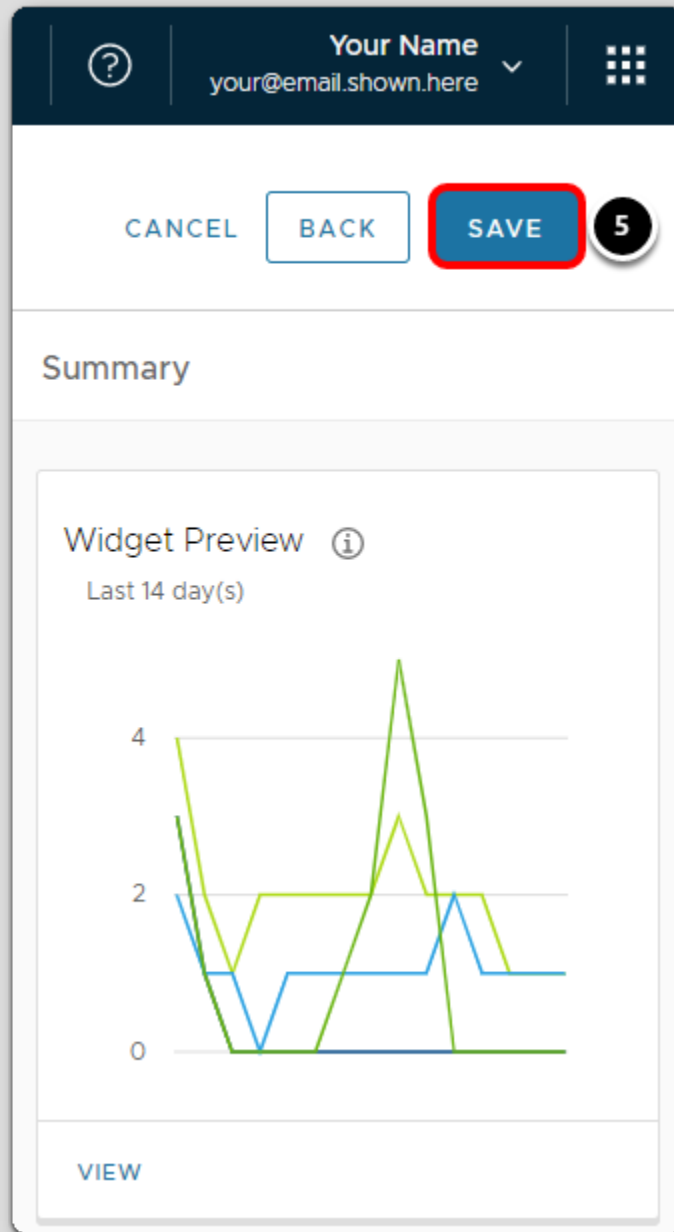 ?
Your Name
your@email.shown.here
CANCEL BACK SAVE 5
Summary
Widget Preview i
Last 14 day(s)
4
2
0
VIEW